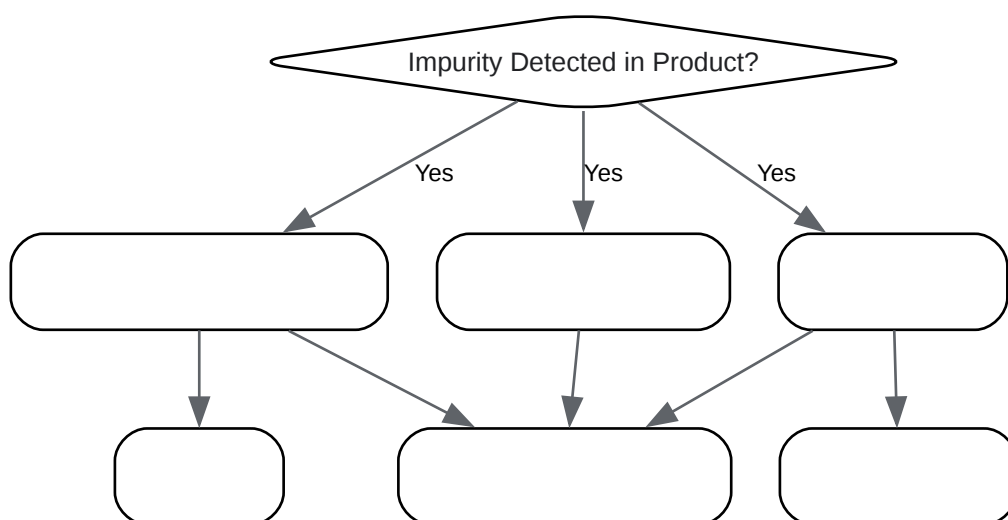 Impurity Detected in Product?
Yes
Yes
Yes